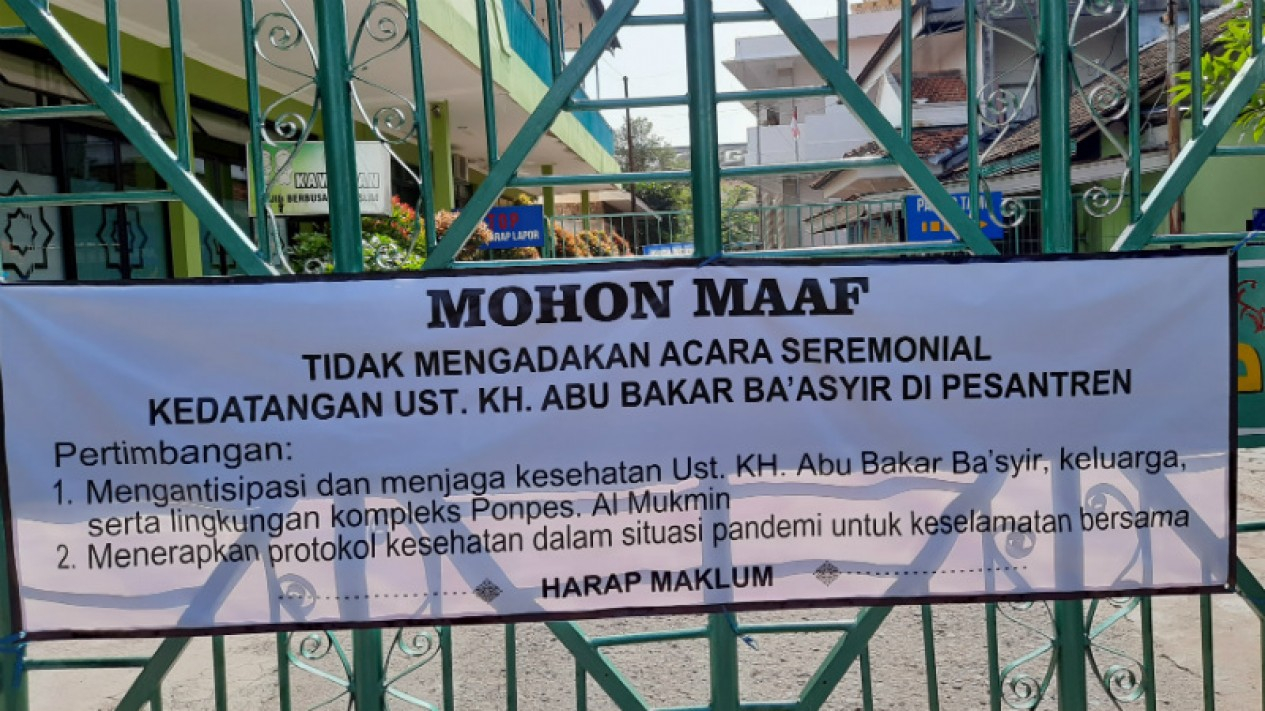 KAWASAN
BERBUSANA
HARAP LAPOR
MOHON MAAF
TIDAK MENGADAKAN ACARA SEREMONIAL
KEDATANGAN UST. KH. ABU BAKAR BA'ASYIR DI PESANTREN
Pertimbangan:
1. Mengantisipasi dan menjaga kesehatan Ust. KH. Abu Bakar Ba'syir, keluarga,
serta lingkungan kompleks Ponpes. Al Mukmin
2. Menerapkan protokol kesehatan dalam situasi pandemi untuk keselamatan bersama
HARAP MAKLUM